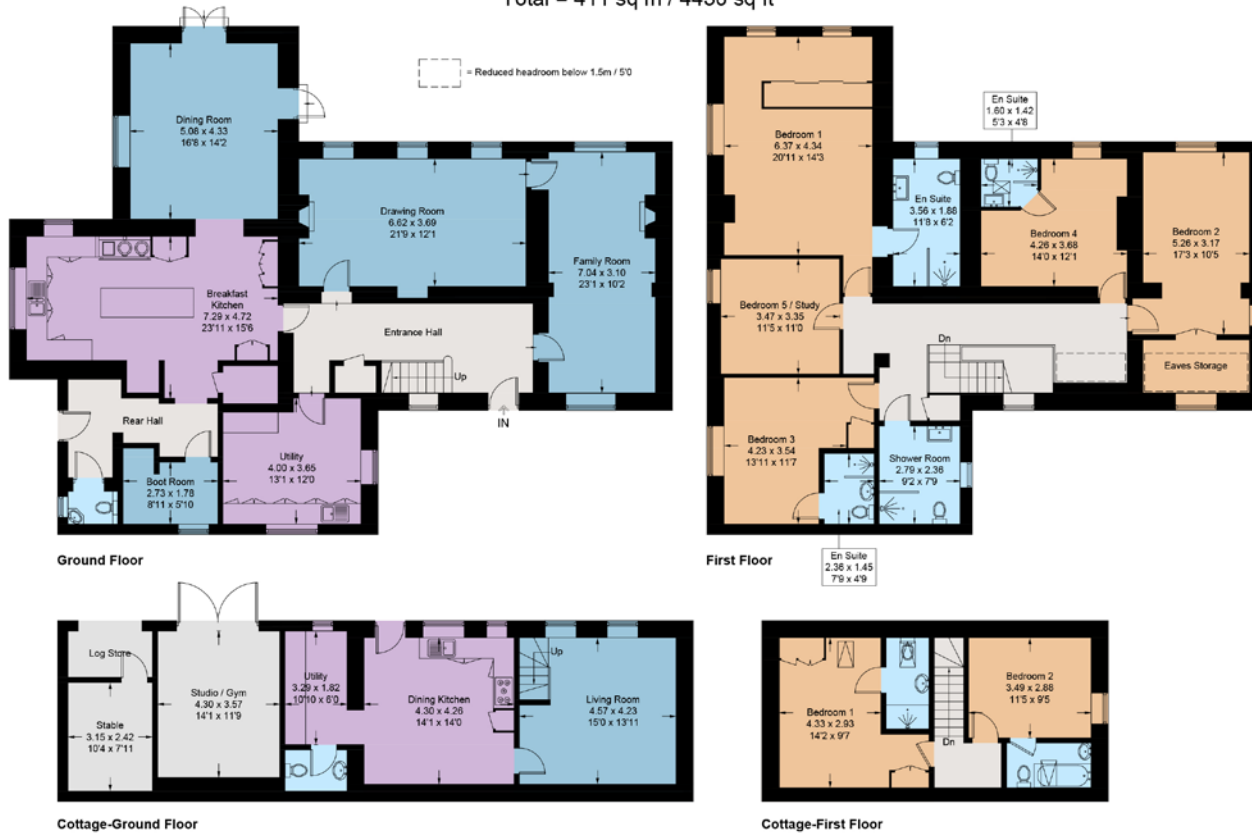 Total = 411 sq m / 4430 sq ft
= Reduced headroom below 1.5m / 5'0
Dining Room
5.08 x 4.33
16'8 x 14'2
Drawing Room
6.62 x 3.69
21'9 x 12'1
Family Room
7.04 x 3.10
23'1 x 10'2
Breakfast
Kitchen
7.29 x 4.72
23'11 x 15'6
Entrance Hall
Up
IN
Rear Hall
Utility
4.00 x 3.65
13'1 x 12'0
Boot Room
2.73 x 1.78
8'11 x 5'10
Ground Floor
Bedroom 1
6.37 x 4.34
20'11 x 14'3
En Suite
1.60 x 1.42
5'3 x 4'8
En Suite
3.56 x 1.88
11'8 x 6'2
Bedroom 4
4.26 x 3.68
14'0 x 12'1
Bedroom 2
5.26 x 3.17
17'3 x 10'5
Bedroom 5 / Study
3.47 x 3.35
11'5 x 11'0
Dn
Eaves Storage
Bedroom 3
4.23 x 3.54
13'11 x 11'7
Shower Room
2.79 x 2.36
9'2 x 7'9
En Suite
2.36 x 1.45
7'9 x 4'9
First Floor
Log Store
Stable
3.15 x 2.42
10'4 x 7'11
Studio / Gym
4.30 x 3.57
14'1 x 11'9
Utility
3.29 x 1.82
10'10 x 6'0
Dining Kitchen
4.30 x 4.26
14'1 x 14'0
Up
Living Room
4.57 x 4.23
15'0 x 13'11
Cottage-Ground Floor
Bedroom 1
4.33 x 2.93
14'2 x 9'7
Dn
Bedroom 2
3.49 x 2.88
11'5 x 9'5
Cottage-First Floor